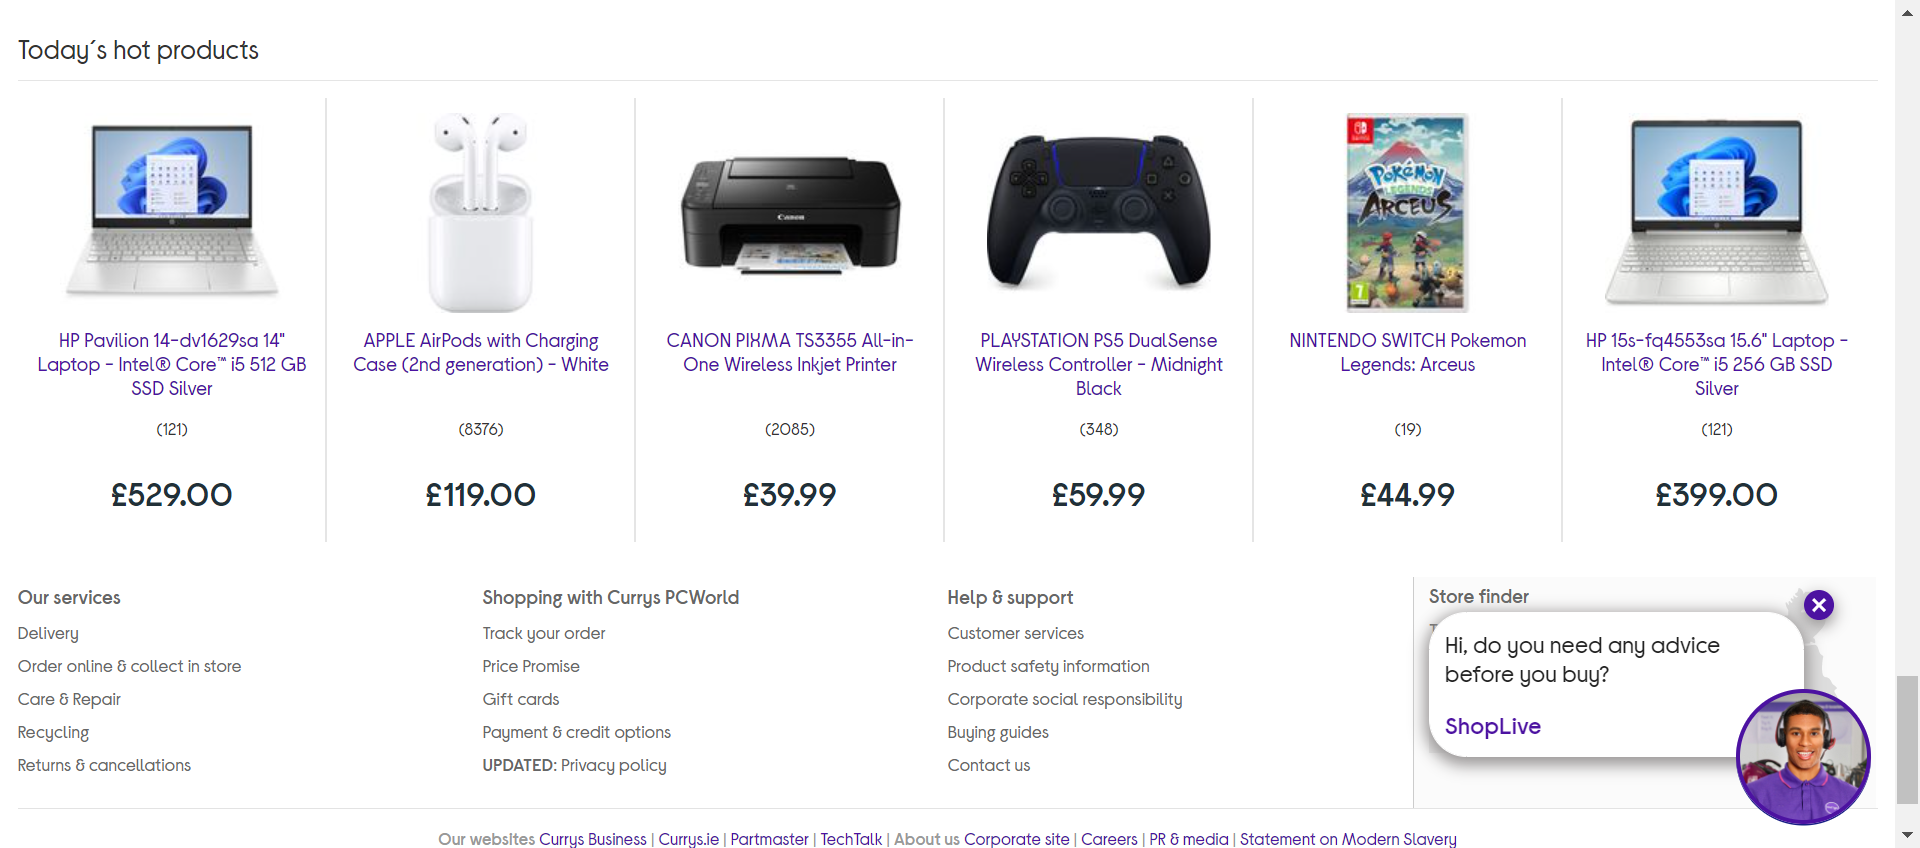 Today´s hot products
HP Pavilion 14-dv1629sa 14"
Laptop - Intel® Core™ i5 512 GB
SSD Silver
(121)
£529.00
APPLE AirPods with Charging
Case (2nd generation) - White
(8376)
£119.00
Canon
CANON PIXMA TS3355 All-in-
One Wireless Inkjet Printer
(2085)
£39.99
PLAYSTATION PS5 DualSense
Wireless Controller - Midnight
Black
(348)
£59.99
POKéMON
LEGENDS
ARCEUS
7
NINTENDO SWITCH Pokemon
Legends: Arceus
(19)
£44.99
HP 15s-fq4553sa 15.6" Laptop -
Intel® Core™ i5 256 GB SSD
Silver
(121)
£399.00
Our services
Delivery
Order online & collect in store
Care & Repair
Recycling
Returns & cancellations
Shopping with Currys PCWorld
Track your order
Price Promise
Gift cards
Payment & credit options
UPDATED: Privacy policy
Help & support
Customer services
Product safety information
Corporate social responsibility
Buying guides
Contact us
Store finder
Hi, do you need any advice
before you buy?
ShopLive
Our websites Currys Business | Currys.ie | Partmaster | TechTalk | About us Corporate site | Careers | PR & media | Statement on Modern Slavery